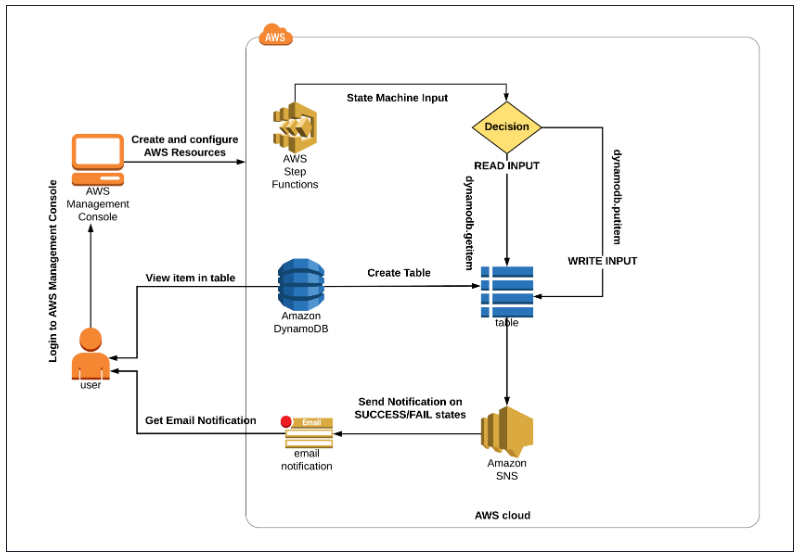 AWS
State Machine Input
Decision
Create and configure
AWS Resources
AWS
Step
Functions
READ INPUT
dynamodb.getitem
dynamodb.putitem
WRITE INPUT
AWS
Management
Console
Login to AWS Management Console
View item in table
Create Table
Amazon
DynamoDB
table
user
Send Notification on
SUCCESS/FAIL states
Get Email Notification
Email
email
notification
Amazon
SNS
AWS cloud